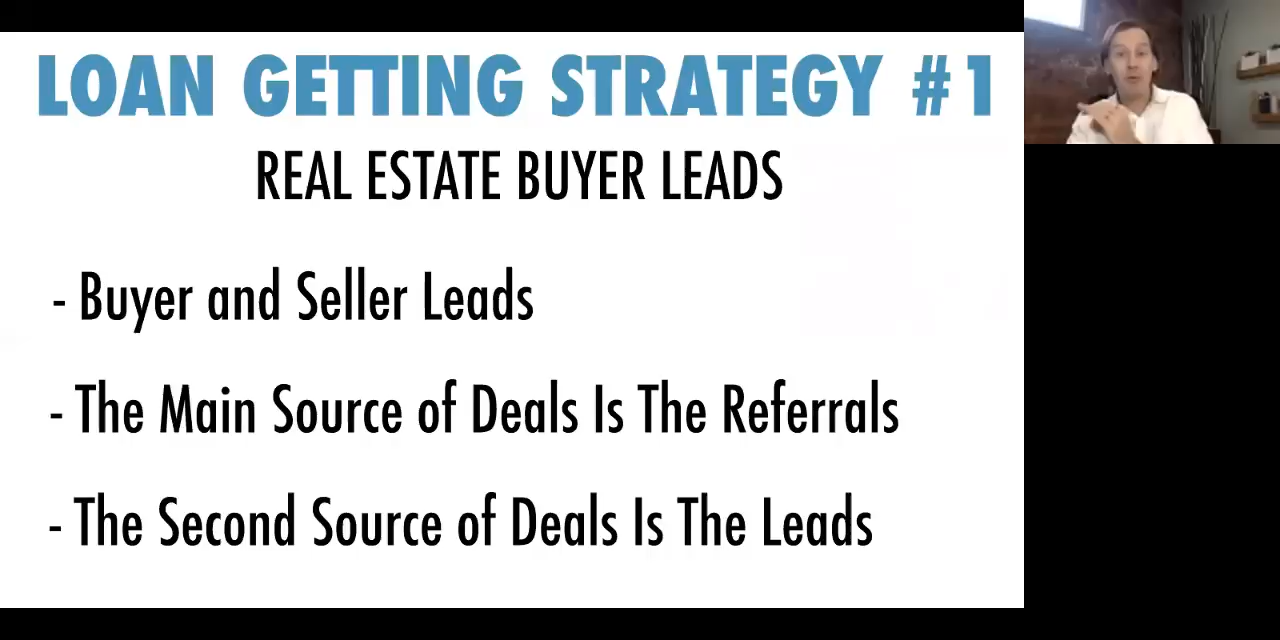 LOAN GETTING STRATEGY #1
REAL ESTATE BUYER LEADS
- Buyer and Seller Leads
- The Main Source of Deals Is The Referrals
- The Second Source of Deals Is The Leads